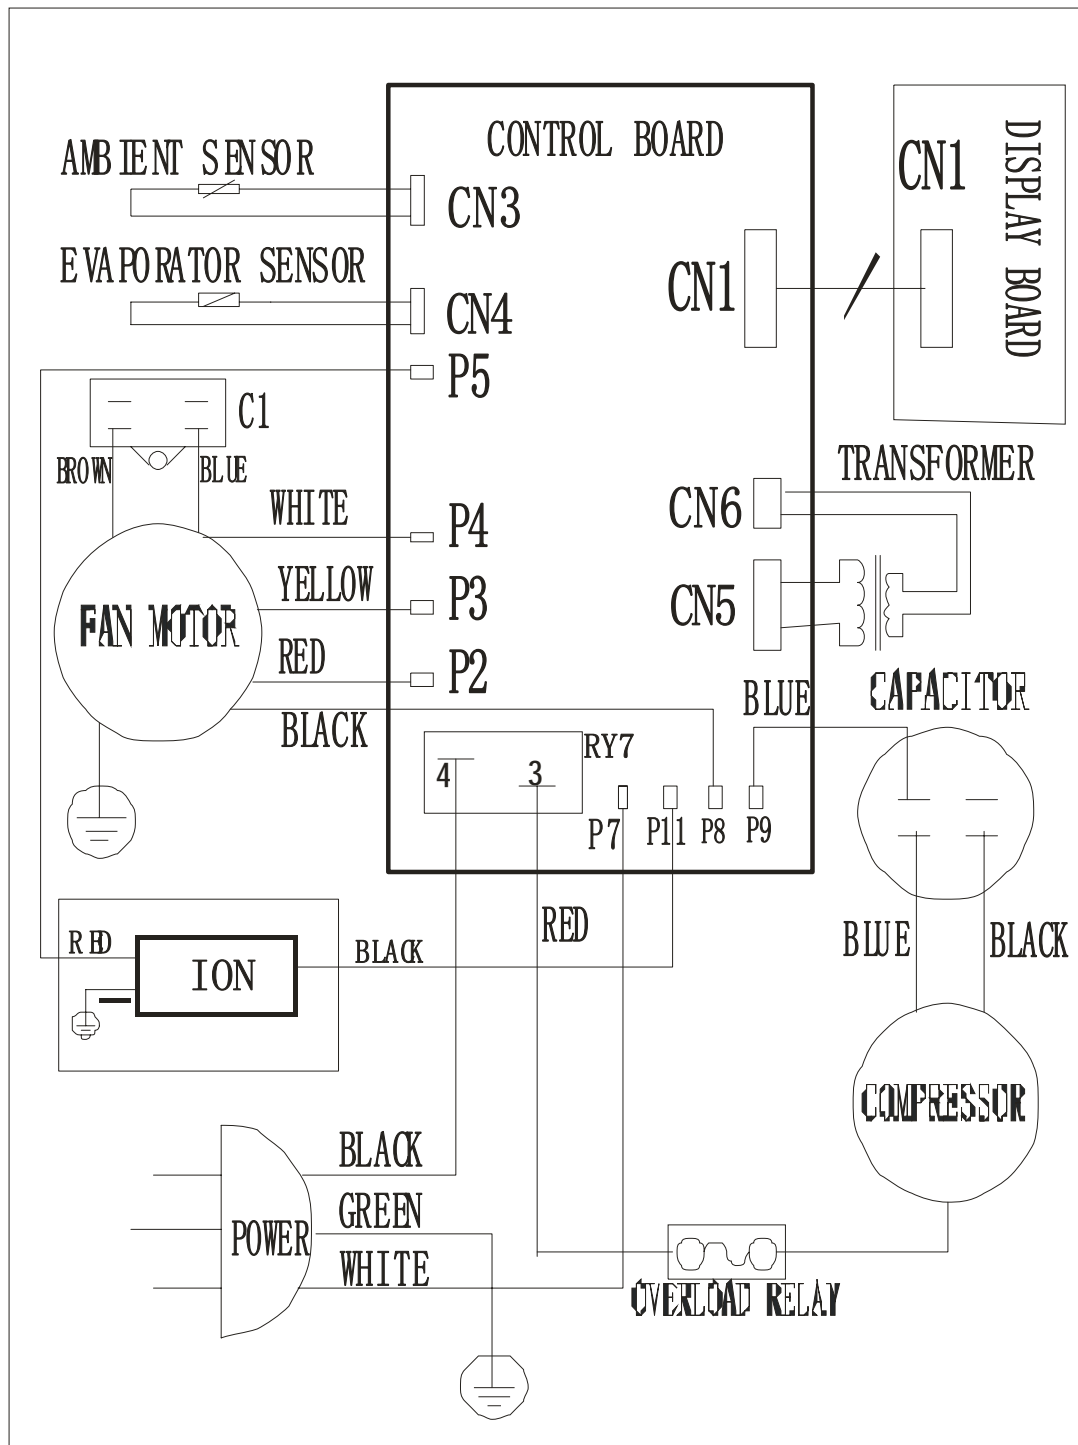 CONTROL BOARD
AMBIENT SENSOR
CN3
EVAPORATOR SENSOR
CN4
P5
CN1
CN1
DISPLAY BOARD
C1
BROWN
BLUE
WHITE
P4
YELLOW
P3
FAN MOTOR
RED
P2
BLACK
TRANSFORMER
CN6
CN5
BLUE
CAPACITOR
RY7
4
3
P7
P11
P8
P9
RED
BLUE
BLACK
RED
ION
BLACK
COMPRESSOR
BLACK
GREEN
POWER
WHITE
OVERLOAD RELAY